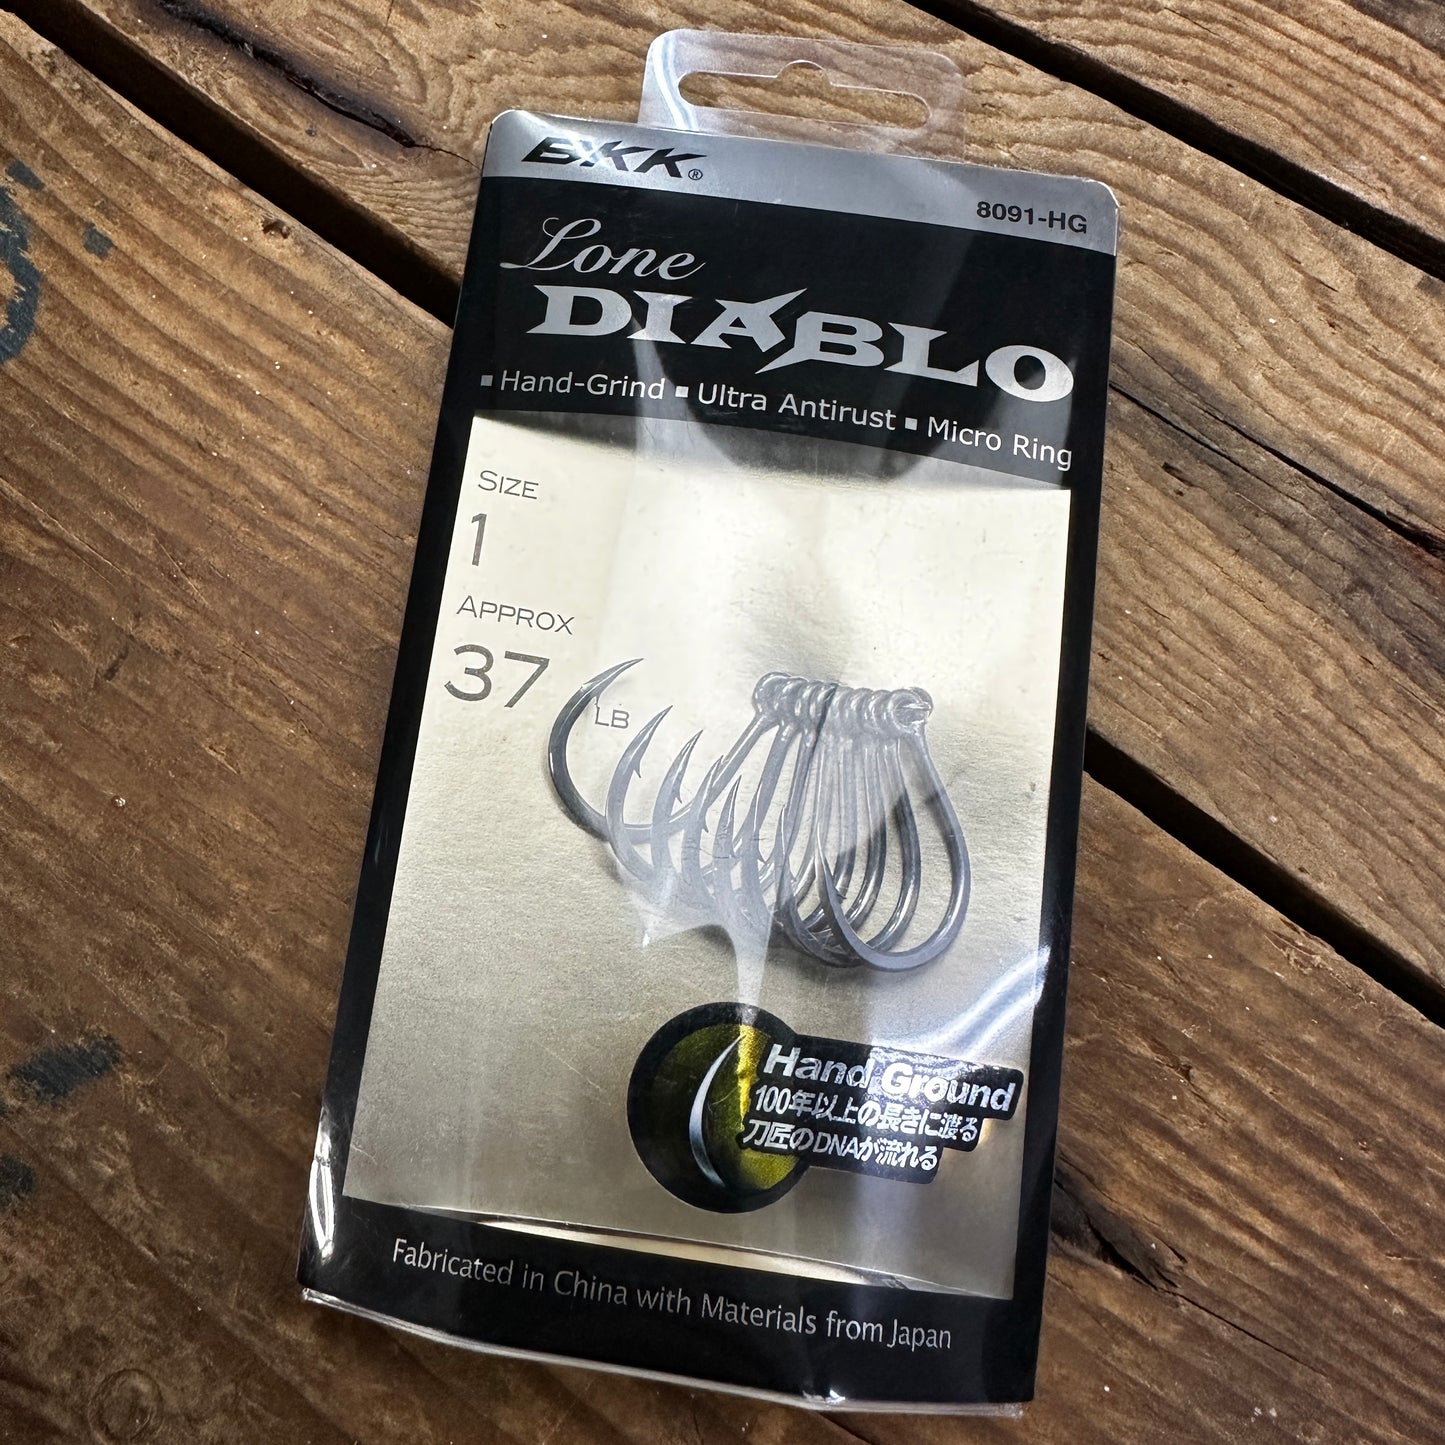 BKK®
8091-HG
Lone
DIABLO
▪ Hand-Grind ▪ Ultra Antirust ▪ Micro Ring
SIZE
1
APPROX
37 LB
Hand Ground
100年以上の長きに渡る
刀匠のDNAが流れる
Fabricated in China with Materials from Japan